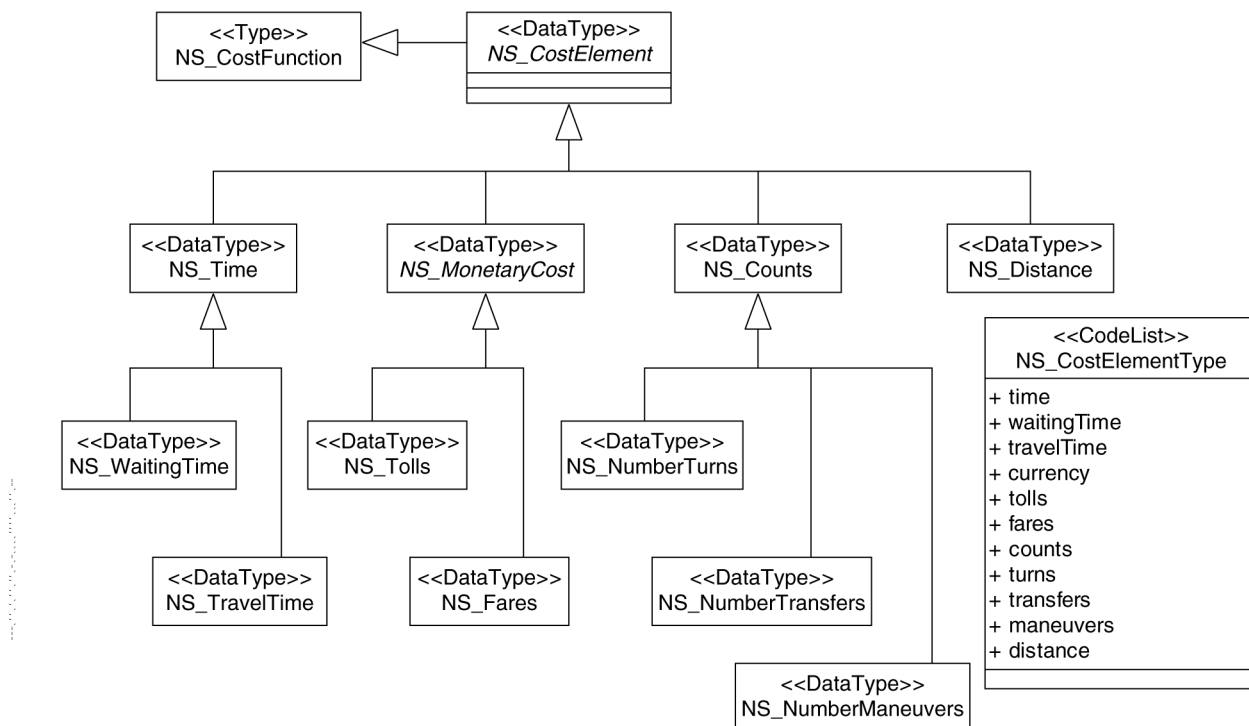 <<Type>>
NS_CostFunction
<<DataType>>
NS_CostElement
<<DataType>>
NS_Time
<<DataType>>
NS_MonetaryCost
<<DataType>>
NS_Counts
<<DataType>>
NS_Distance
<<CodeList>>
NS_CostElementType
+ time
+ waitingTime
+ travelTime
+ currency
+ tolls
+ fares
+ counts
+ turns
+ transfers
+ maneuvers
+ distance
<<DataType>>
NS_WaitingTime
<<DataType>>
NS_Tolls
<<DataType>>
NS_NumberTurns
<<DataType>>
NS_TravelTime
<<DataType>>
NS_Fares
<<DataType>>
NS_NumberTransfers
<<DataType>>
NS_NumberManeuvers